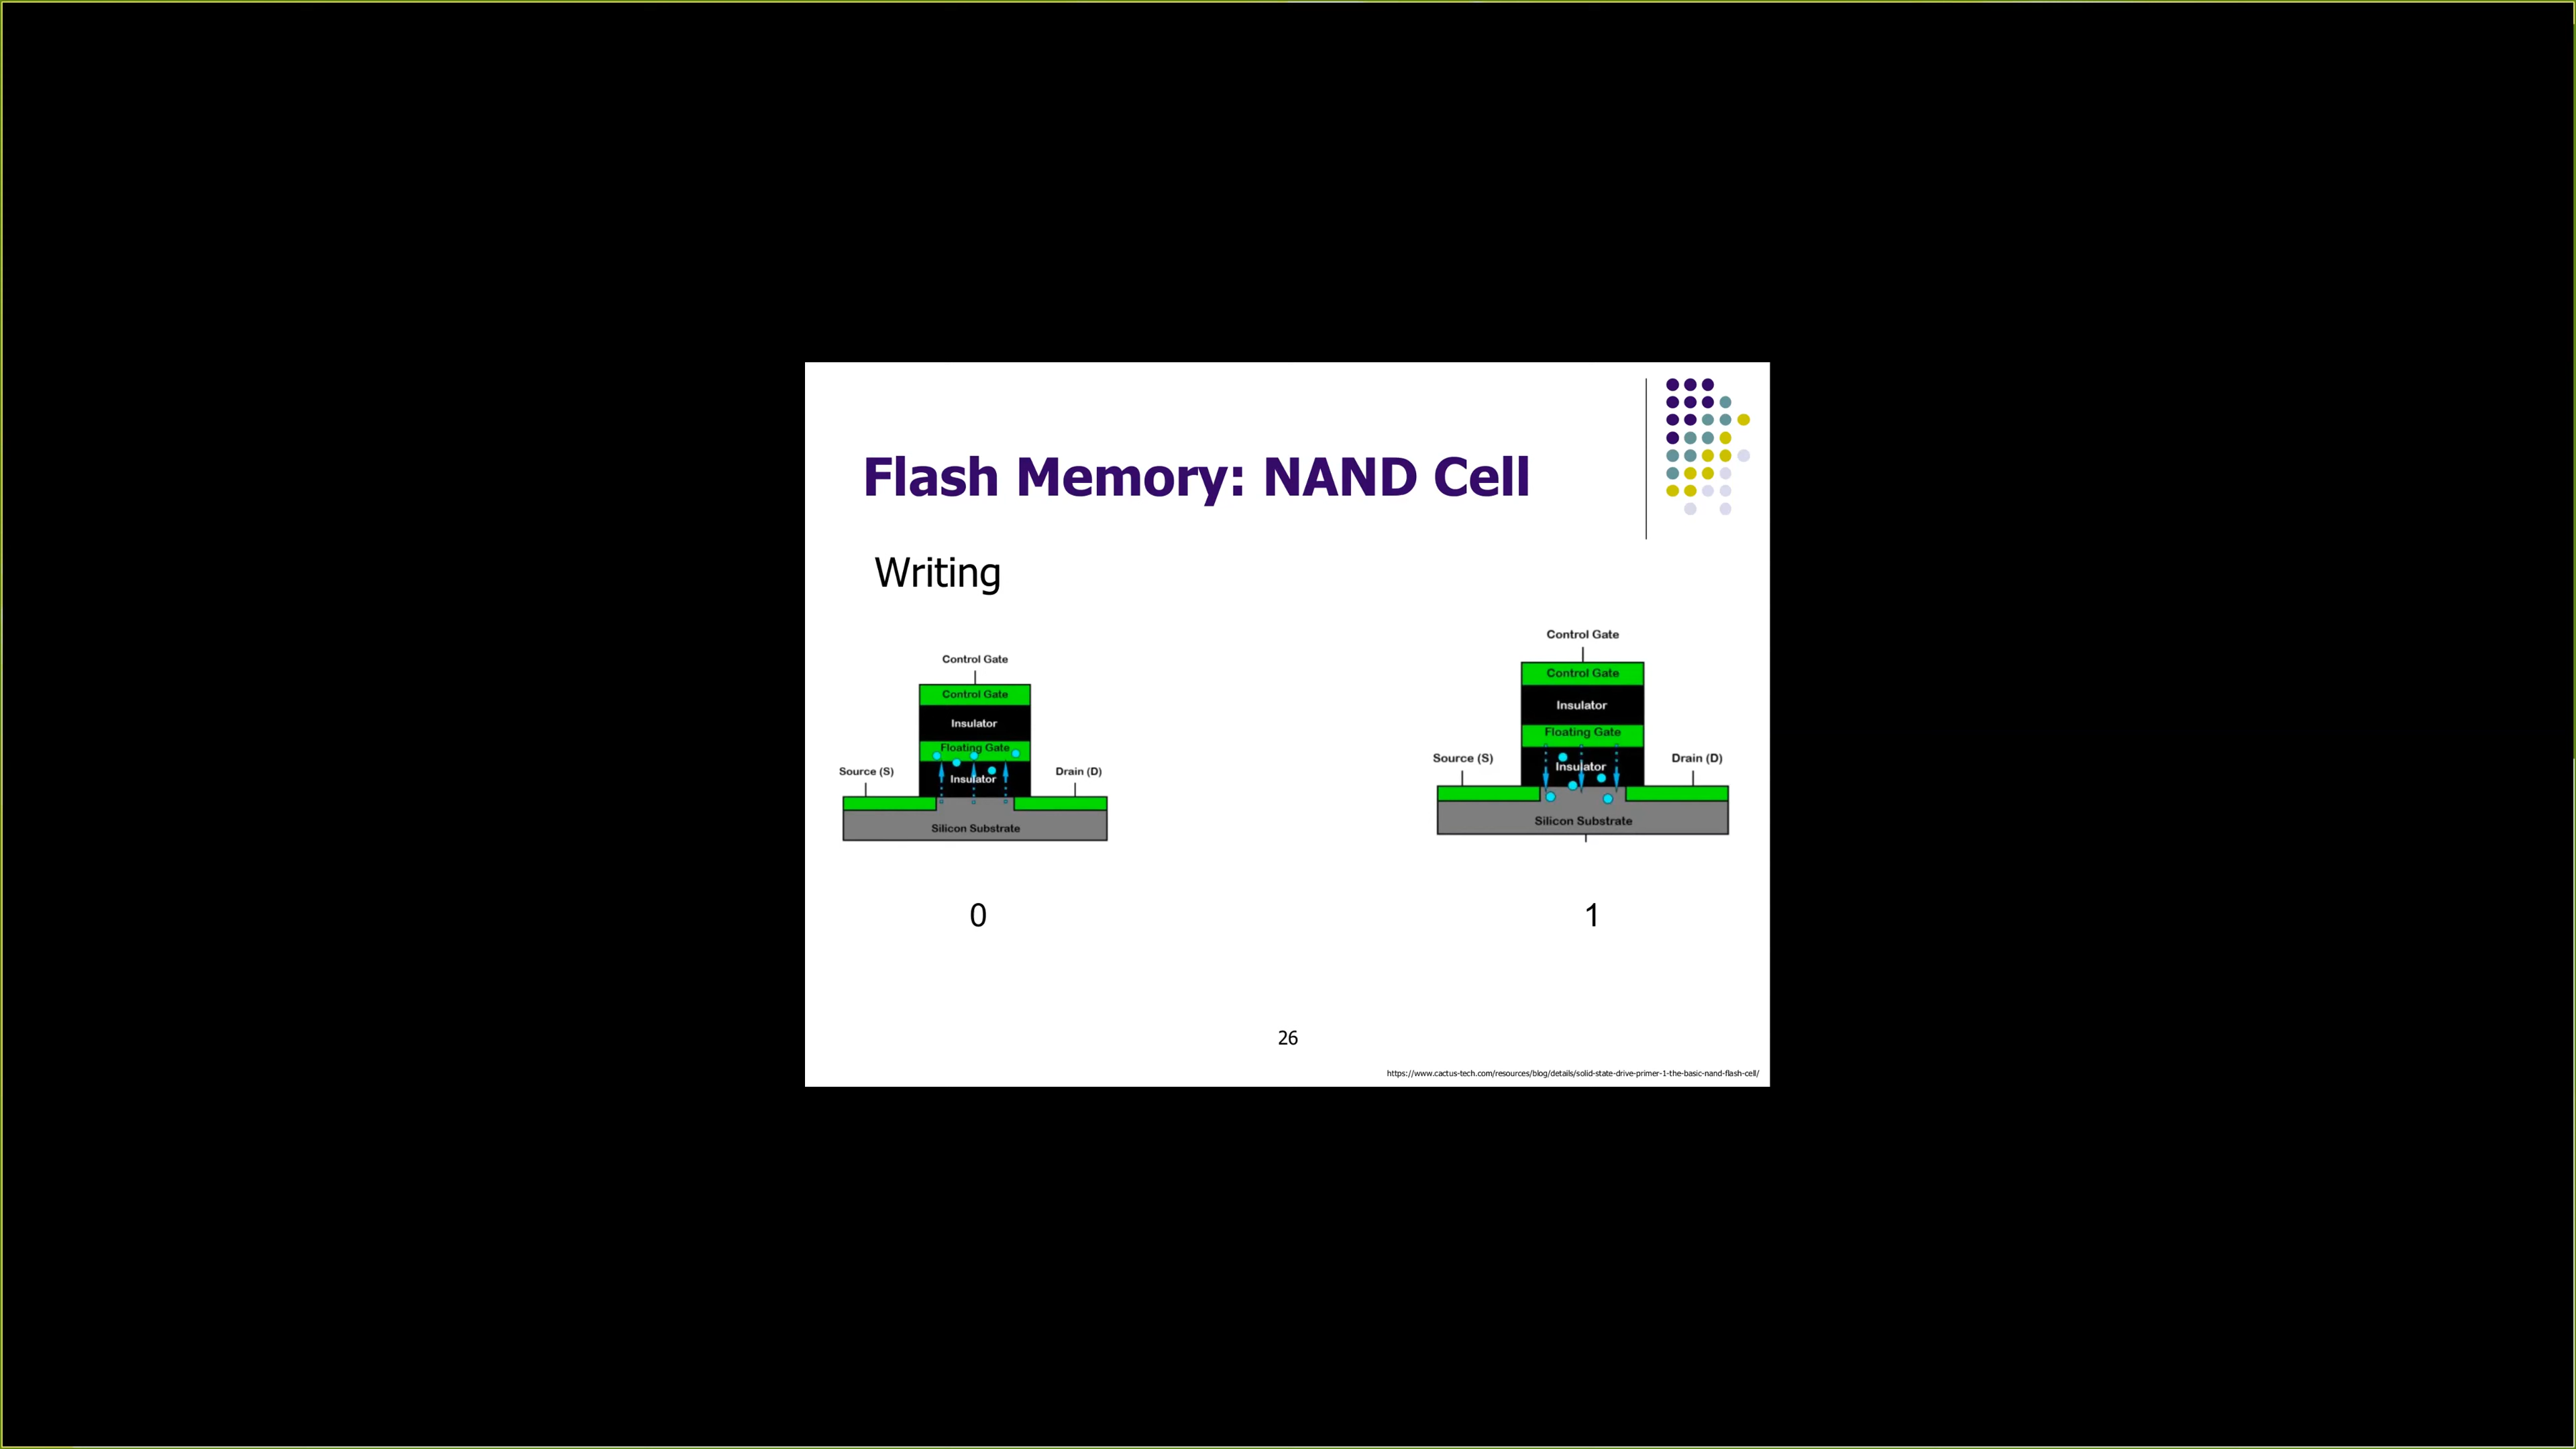 Flash Memory: NAND Cell
Writing
Control Gate
Control Gate
Insulator
Floating Gate
Insulator
Source (S)
Drain (D)
Silicon Substrate
0
Control Gate
Control Gate
Insulator
Floating Gate
Insulator
Source (S)
Drain (D)
Silicon Substrate
1
26
https://www.cactus-tech.com/resources/blog/details/solid-state-drive-primer-1-the-basic-nand-flash-cell/